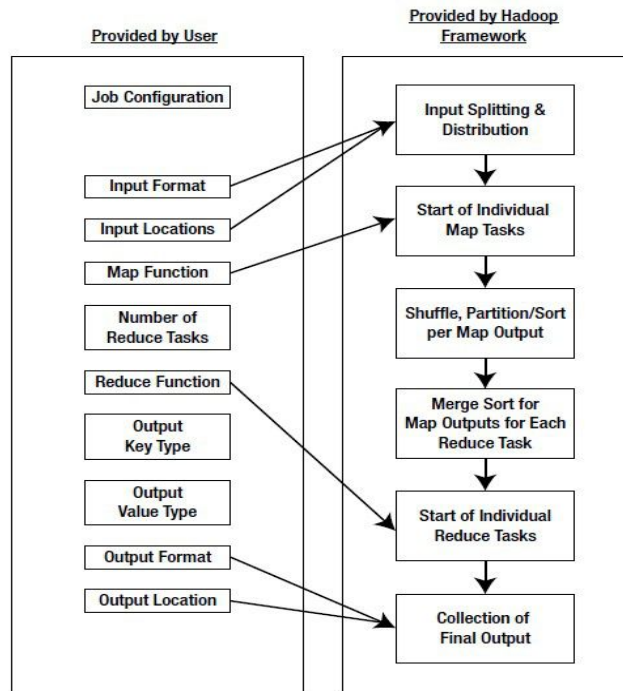 Provided by User
Job Configuration
Input Format
Input Locations
Map Function
Number of
Reduce Tasks
Reduce Function
Output
Key Type
Output
Value Type
Output Format
Output Location
Provided by Hadoop
Framework
Input Splitting &
Distribution
Start of Individual
Map Tasks
Shuffle, Partition/Sort
per Map Output
Merge Sort for
Map Outputs for Each
Reduce Task
Start of Individual
Reduce Tasks
Collection of
Final Output